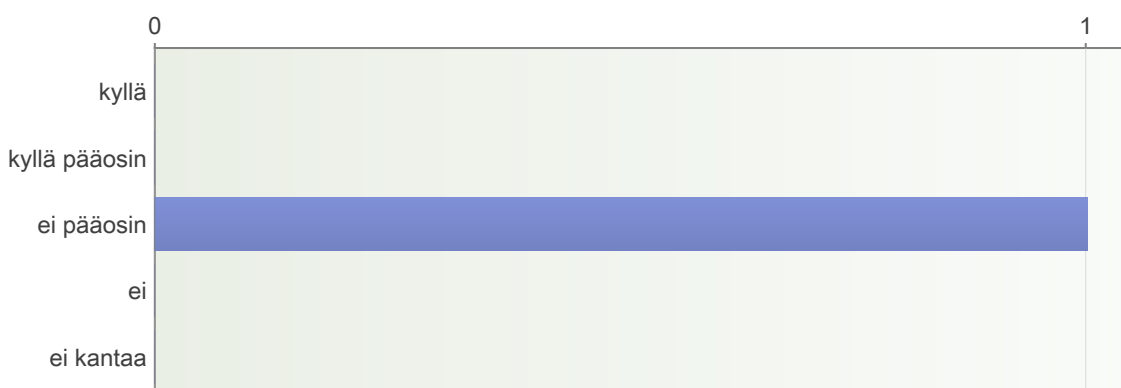 0 1
kyllä
kyllä pääosin
ei pääosin
ei
ei kantaa